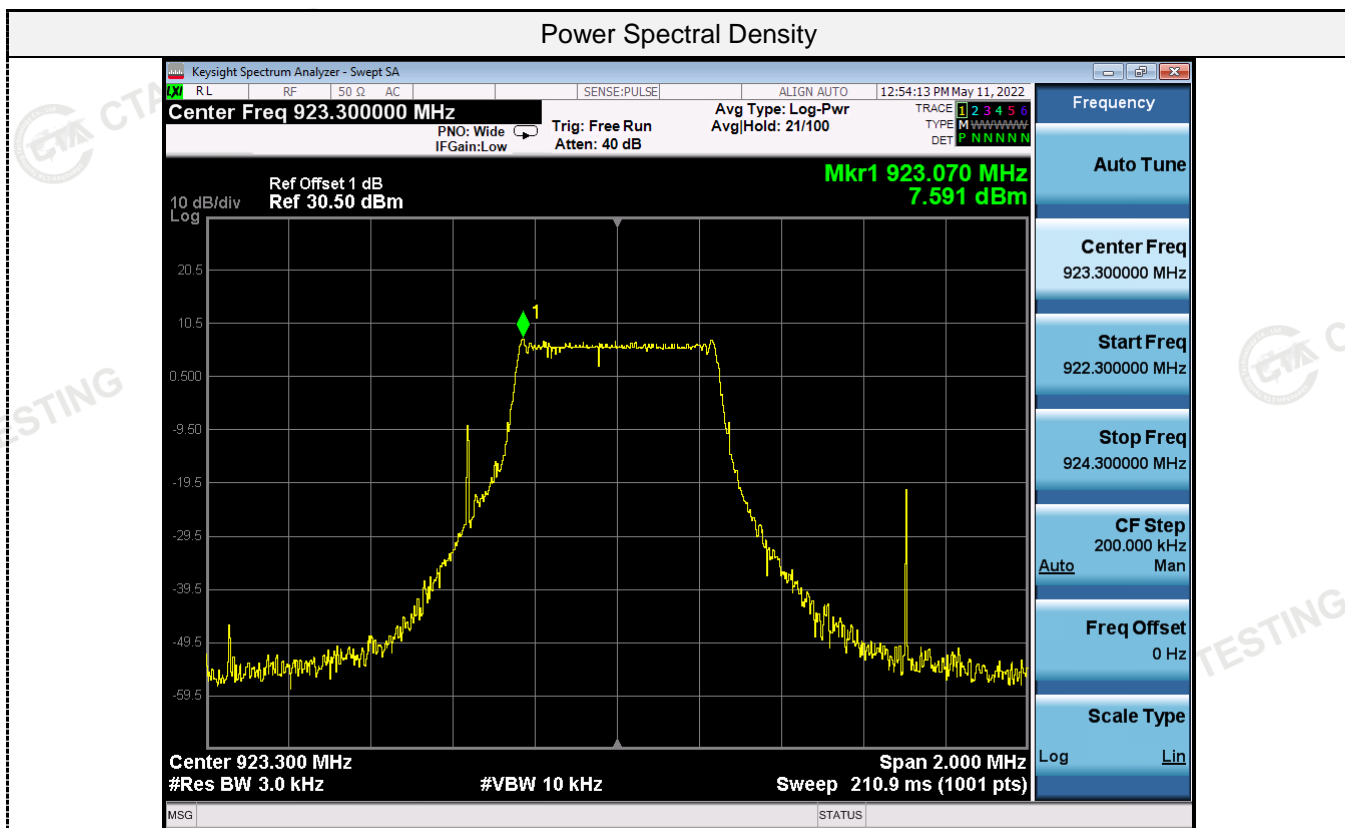 Power Spectral Density
Keysight Spectrum Analyzer - Swept SA
LXI RL RF 50 Ω AC SENSE:PULSE ALIGN AUTO 12:54:13 PM May 11, 2022
Center Freq 923.300000 MHz
PNO: Wide
IFGain:Low
Trig: Free Run
Atten: 40 dB
Avg Type: Log-Pwr
Avg|Hold: 21/100
TRACE 1 2 3 4 5 6
TYPE M WWWWW
DET P N N N N N
Mkr1 923.070 MHz
7.591 dBm
Ref Offset 1 dB
10 dB/div Ref 30.50 dBm
Log
20.5
10.5
0.500
-9.50
-19.5
-29.5
-39.5
-49.5
-59.5
1
Center 923.300 MHz Span 2.000 MHz
#Res BW 3.0 kHz #VBW 10 kHz Sweep 210.9 ms (1001 pts)
MSG STATUS
Frequency
Auto Tune
Center Freq
923.300000 MHz
Start Freq
922.300000 MHz
Stop Freq
924.300000 MHz
CF Step
200.000 kHz
Auto Man
Freq Offset
0 Hz
Scale Type
Log Lin
CTA CTA
ESTING
CTA C
TESTING